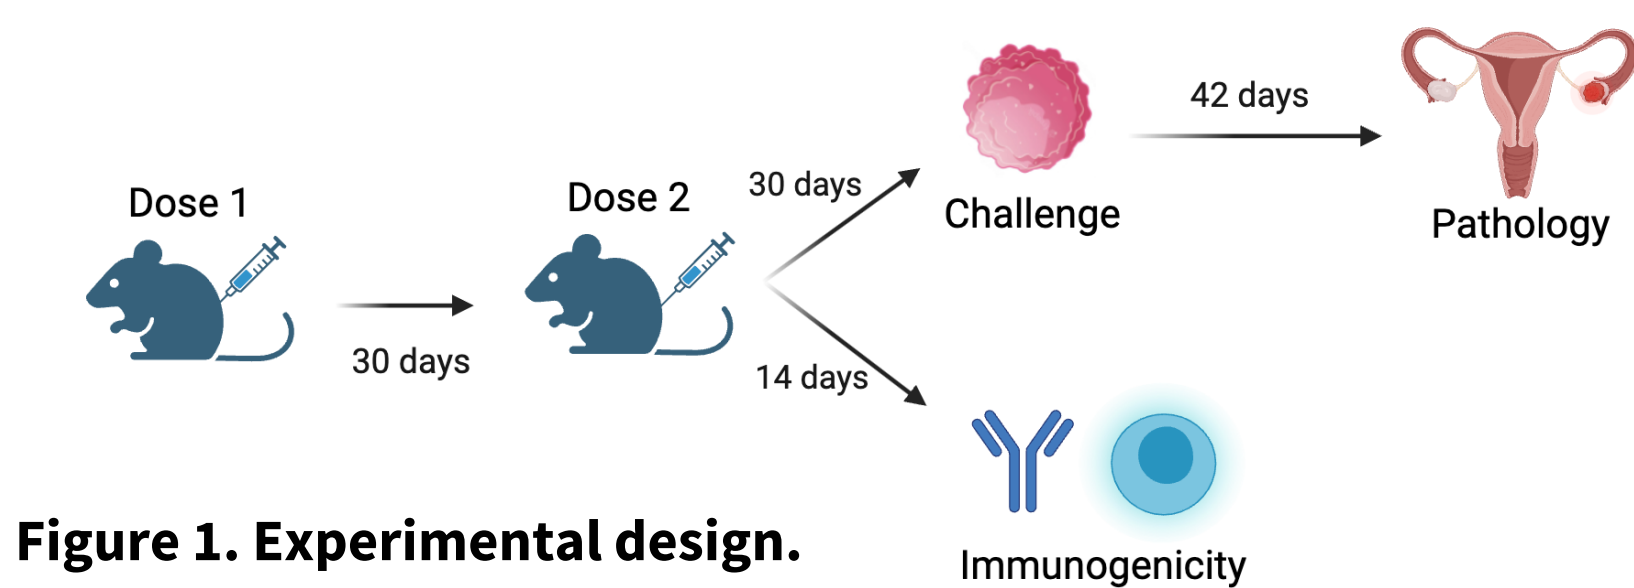 Dose 1
30 days
Dose 2
30 days
14 days
Challenge
42 days
Pathology
Immunogenicity
Figure 1. Experimental design.